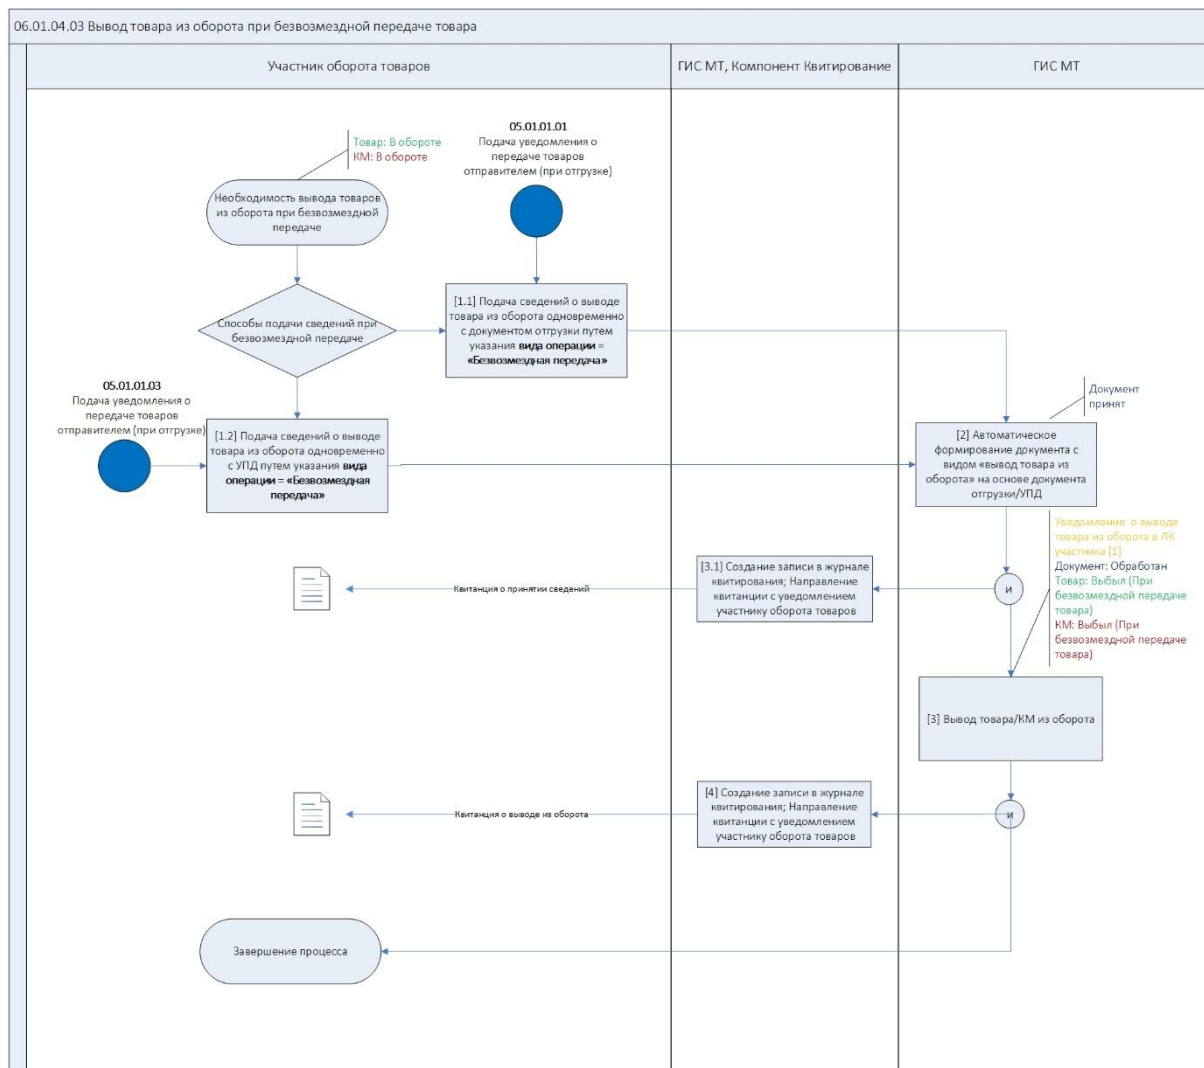 06.01.04.03 Вывод товара из оборота при безвозмездной передаче товара
Участник оборота товаров
ГИС МТ, Компонент Квитирование
ГИС МТ
Товар: В обороте
КМ: В обороте
05.01.01.01
Подача уведомления о
передаче товаров
отправителем (при отгрузке)
Необходимость вывода товаров
из оборота при безвозмездной
передаче
Способы подачи сведений при
безвозмездной передаче
[1.1] Подача сведений о выводе
товара из оборота одновременно
с документом отгрузки путем
указания вида операции =
«Безвозмездная передача»
05.01.01.03
Подача уведомления о
передаче товаров
отправителем (при отгрузке)
[1.2] Подача сведений о выводе
товара из оборота одновременно
с УПД путем указания вида
операции = «Безвозмездная
передача»
Документ
принят
[2] Автоматическое
формирование документа с
видом «вывод товара из
оборота» на основе документа
отгрузки/УПД
Уведомление о выводе
товара из оборота в ЛК
участника [1]
Документ: Обработан
Товар: Выбыл (При
безвозмездной передаче
товара)
КМ: Выбыл (При
безвозмездной передаче
товара)
и
[3.1] Создание записи в журнале
квитирования; Направление
квитанции с уведомлением
участнику оборота товаров
Квитанция о принятии сведений
[3] Вывод товара/КМ из оборота
и
[4] Создание записи в журнале
квитирования; Направление
квитанции с уведомлением
участнику оборота товаров
Квитанция о выводе из оборота
Завершение процесса